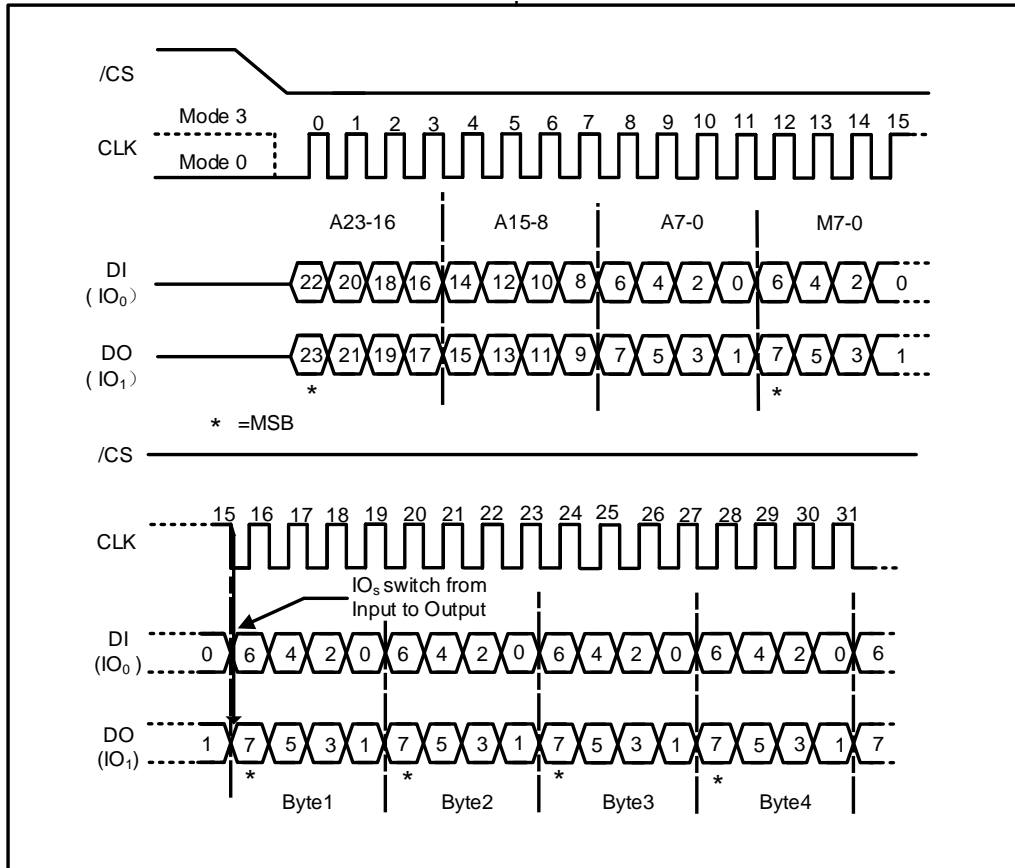 /CS
Mode 3
CLK
Mode 0
0 1 2 3 4 5 6 7 8 9 10 11 12 13 14 15
A23-16 A15-8 A7-0 M7-0
DI
( IO0）
22 20 18 16 14 12 10 8 6 4 2 0 6 4 2 0
DO
( IO1）
23 21 19 17 15 13 11 9 7 5 3 1 7 5 3 1
* *
* =MSB
/CS
15 16 17 18 19 20 21 22 23 24 25 26 27 28 29 30 31
CLK
IOs switch from
Input to Output
DI
(IO0)
0 6 4 2 0 6 4 2 0 6 4 2 0 6 4 2 0 6
DO
(IO1)
1 7 5 3 1 7 5 3 1 7 5 3 1 7 5 3 1 7
* * * *
Byte1 Byte2 Byte3 Byte4